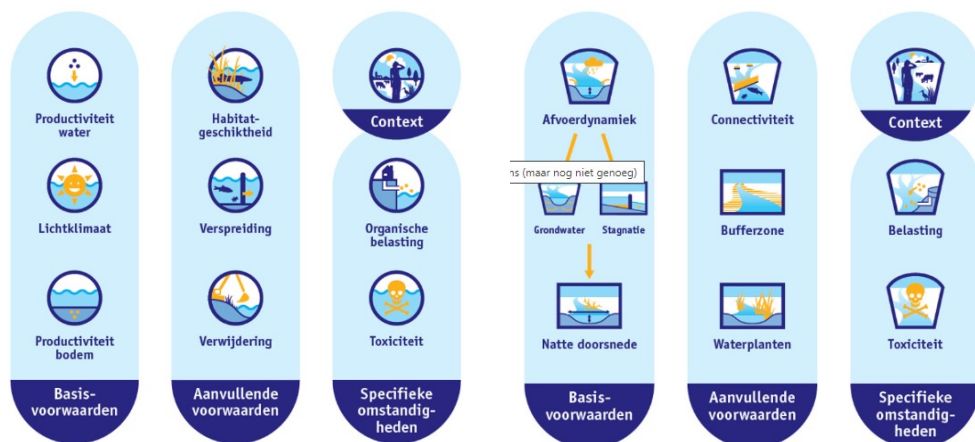 Productiviteit
water
Lichtklimaat
Productiviteit
bodem
Basis-
voorwaarden
Habitat-
geschiktheid
Verspreiding
Verwijdering
Aanvullende
voorwaarden
Context
Organische
belasting
Toxiciteit
Specifieke
omstandig-
heden
Afvoerdynamiek
(maar nog niet genoeg)
Grondwater
Stagnatie
Natte doorsnede
Basis-
voorwaarden
Connectiviteit
Bufferzone
Waterplanten
Aanvullende
voorwaarden
Context
Belasting
Toxiciteit
Specifieke
omstandig-
heden